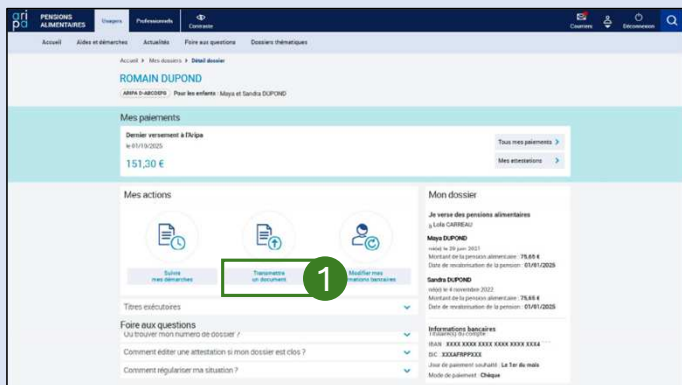 ari PENSIONS
pa ALIMENTAIRES
Usagers
Professionnels
Contraste
Courriers
Déconnexion
Accueil Aides et démarches Actualités Foire aux questions Dossiers thématiques
Accueil > Mes dossiers > Détail dossier
ROMAIN DUPOND
Pour les enfants : Maya et Sandra DUPOND
Mes paiements
Dernier versement à l'Aripa
le 01/10/2025
151,30 €
Tous mes paiements >
Mes attestations >
Mes actions
Suivre
mes démarches
Transmettre
un document
1
Modifier mes
informations bancaires
Titres exécutoires
Foire aux questions
Où trouver mon numéro de dossier ?
Comment éditer une attestation si mon dossier est clos ?
Comment régulariser ma situation ?
Mon dossier
Je verse des pensions alimentaires
à Lola CARREAU
Maya DUPOND
né(e) le 29 juin 2021
Montant de la pension alimentaire : 75,65 €
Date de revalorisation de la pension : 01/01/2025
Sandra DUPOND
né(e) le 4 novembre 2022
Montant de la pension alimentaire : 75,65 €
Date de revalorisation de la pension : 01/01/2025
Informations bancaires
Titulaire(s) du compte
IBAN : XXXX XXXX XXXX XXXX XXXX XXX4
BIC : XXXAFRPPXXX
Jour de paiement souhaité : Le 1er du mois
Mode de paiement : Chèque